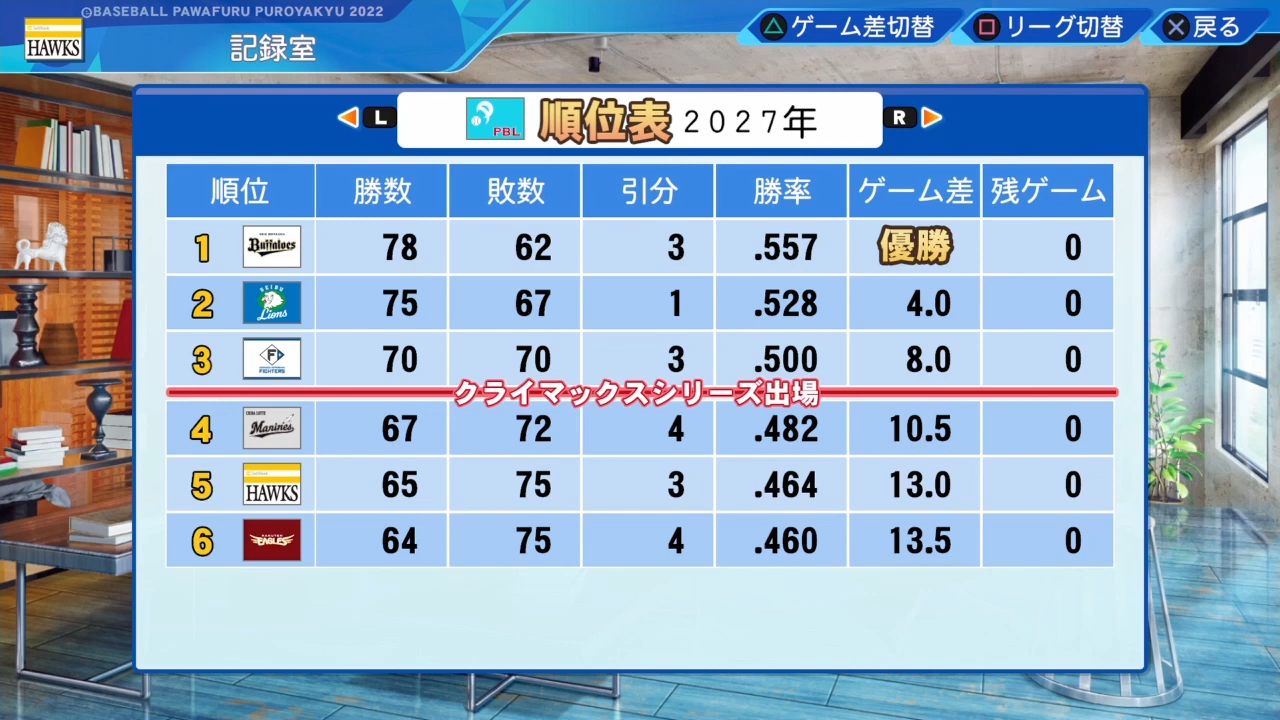 ©BASEBALL PAWAFURU PUROYAKYU 2022
HAWKS
記録室
ゲーム差切替
リーグ切替
戻る
L
PBL
順位表 2027年
R
順位 勝数 敗数 引分 勝率 ゲーム差 残ゲーム
1 Buffaloes 78 62 3 .557 優勝 0
2 SEIBU Lions 75 67 1 .528 4.0 0
3 F FIGHTERS 70 70 3 .500 8.0 0
クライマックスシリーズ出場
4 CHIBA LOTTE Marines 67 72 4 .482 10.5 0
5 HAWKS 65 75 3 .464 13.0 0
6 RAKUTEN EAGLES 64 75 4 .460 13.5 0